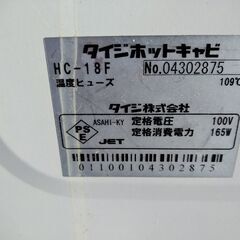 タイジホットキャビ
HC-18F No.04302875
温度ヒューズ 109℃
タイジ株式会社
PS
E
ASAHI-KY
JET
定格電圧 100V
定格消費電力 165W
01100104302875